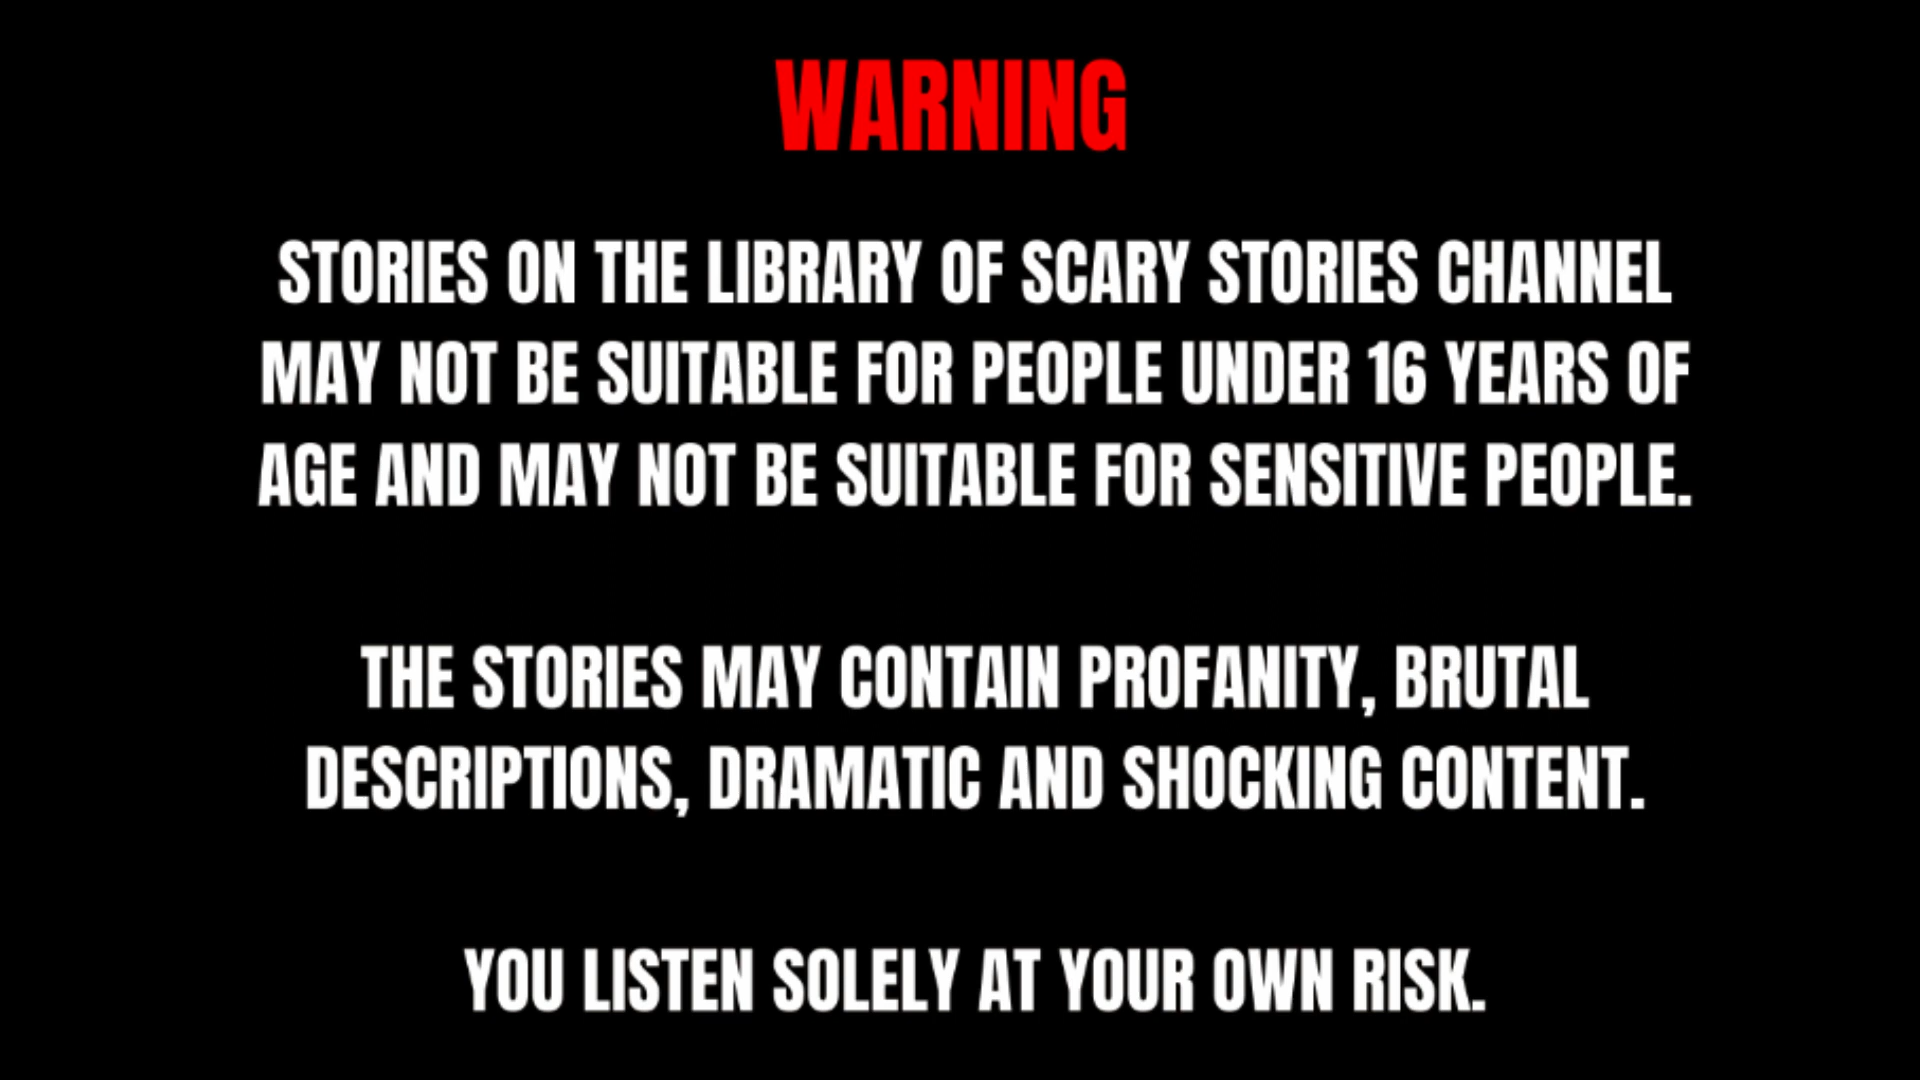 WARNING
STORIES ON THE LIBRARY OF SCARY STORIES CHANNEL
MAY NOT BE SUITABLE FOR PEOPLE UNDER 16 YEARS OF
AGE AND MAY NOT BE SUITABLE FOR SENSITIVE PEOPLE.
THE STORIES MAY CONTAIN PROFANITY, BRUTAL
DESCRIPTIONS, DRAMATIC AND SHOCKING CONTENT.
YOU LISTEN SOLELY AT YOUR OWN RISK.